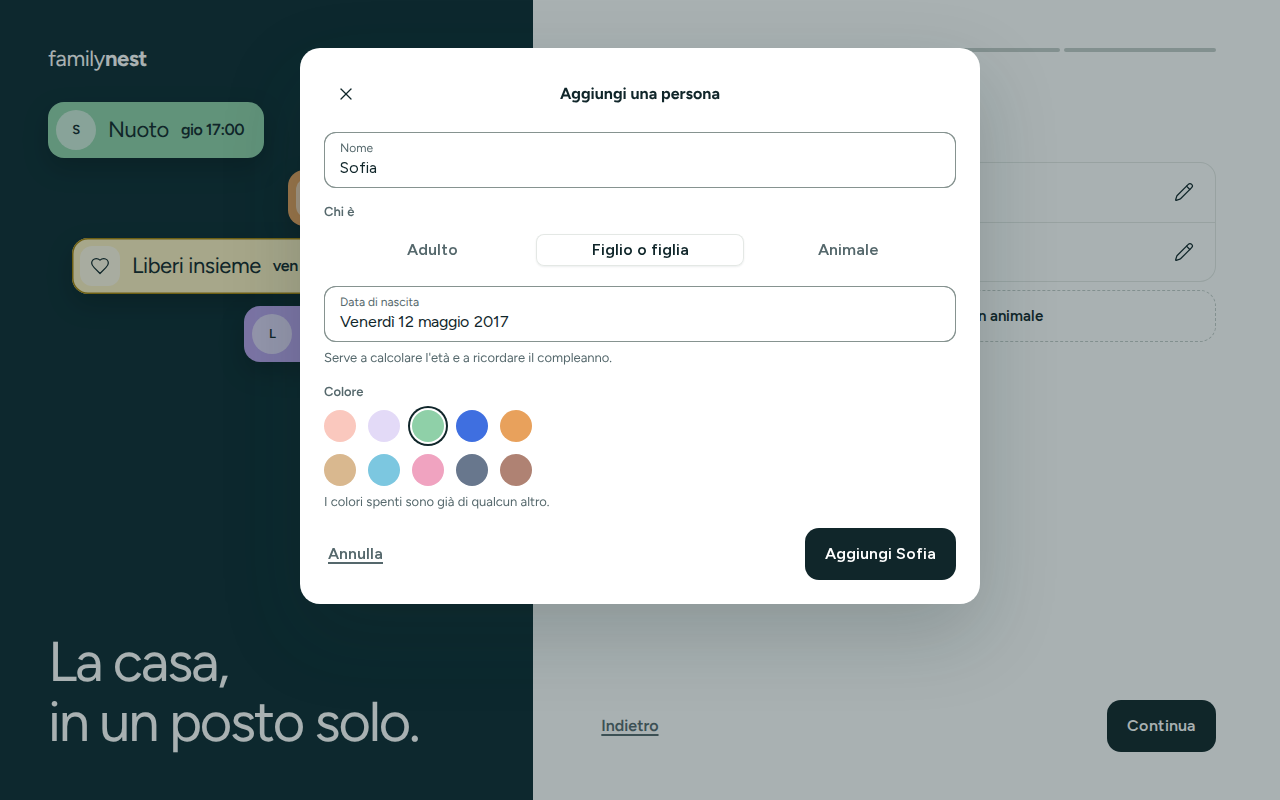 familynest
S
Nuoto gio 17:00
Liberi insieme ven
L
La casa,
in un posto solo.
Aggiungi una persona
Nome
Sofia
Chi è
Adulto
Figlio o figlia
Animale
Data di nascita
Venerdì 12 maggio 2017
Serve a calcolare l'età e a ricordare il compleanno.
Colore
I colori spenti sono già di qualcun altro.
Annulla
Aggiungi Sofia
animale
Indietro
Continua